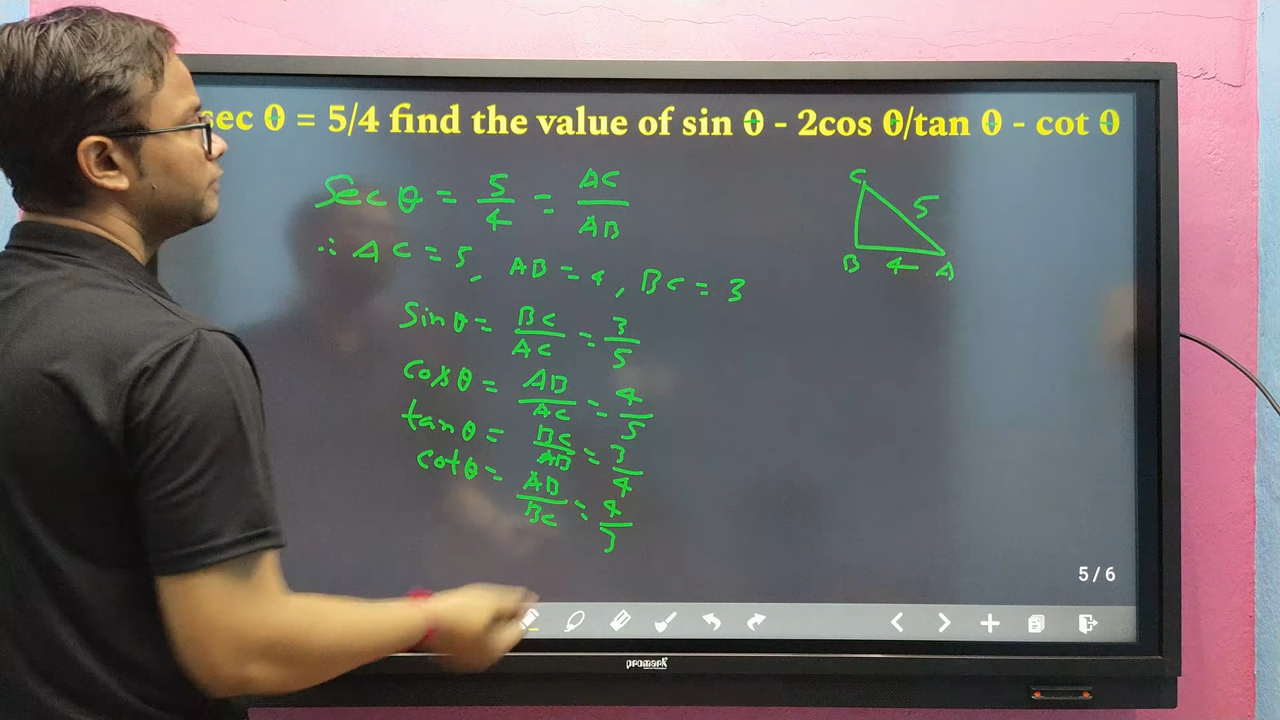 sec θ = 5/4 find the value of sin θ - 2cos θ/tan θ - cot θ
Sec θ = 5/4 = AC/AB
∴ AC = 5, AB = 4, BC = 3
Sin θ = BC/AC = 3/5
cos θ = AB/AC = 4/5
tan θ = BC/AB = 3/4
cot θ = AB/BC = 4/3
C
5
B 4 A
5 / 6
promark